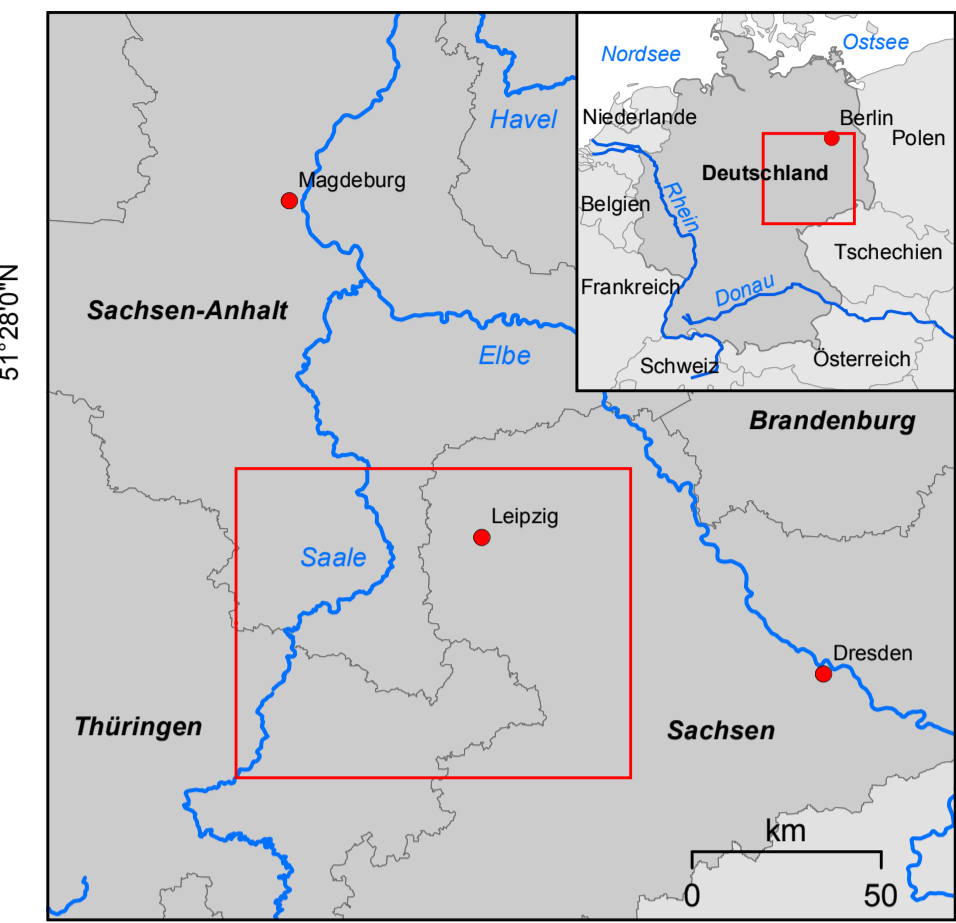 Nordsee
Ostsee
Niederlande
Berlin
Polen
Deutschland
Belgien
Rhein
Tschechien
Frankreich
Donau
Schweiz
Österreich
Havel
Magdeburg
51°28'0"N
Sachsen-Anhalt
Elbe
Brandenburg
Leipzig
Saale
Dresden
Thüringen
Sachsen
km
0 50